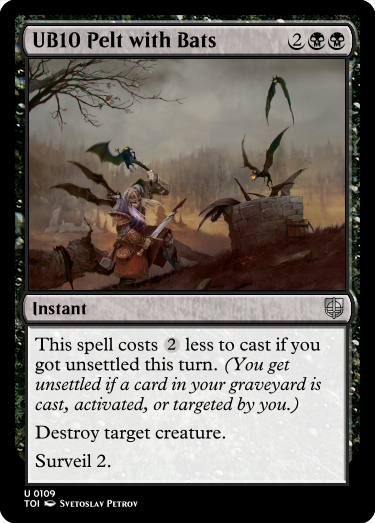 UB10 Pelt with Bats 2
Instant
This spell costs 2 less to cast if you
got unsettled this turn. (You get
unsettled if a card in your graveyard is
cast, activated, or targeted by you.)
Destroy target creature.
Surveil 2.
U 0109
TOI Svetoslav Petrov